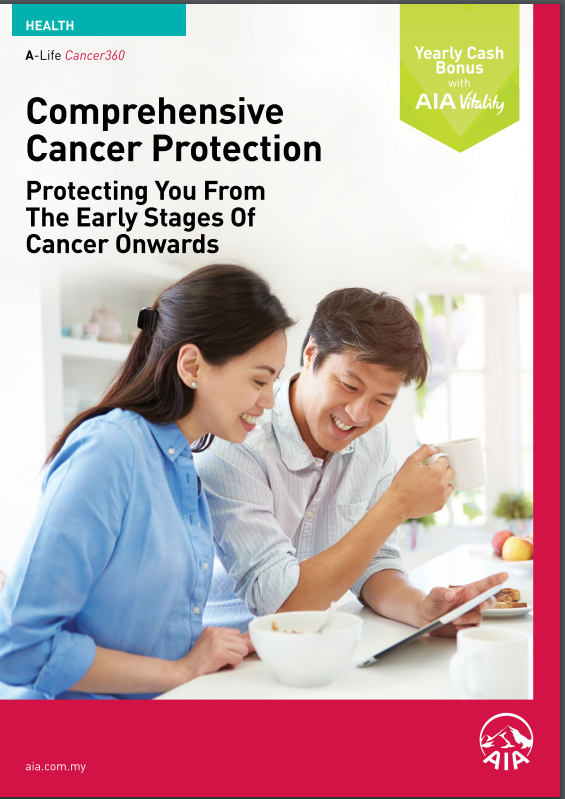 HEALTH
A-Life Cancer360
Yearly Cash
Bonus
with
AIA Vitality
Comprehensive
Cancer Protection
Protecting You From
The Early Stages Of
Cancer Onwards
aia.com.my
AIA